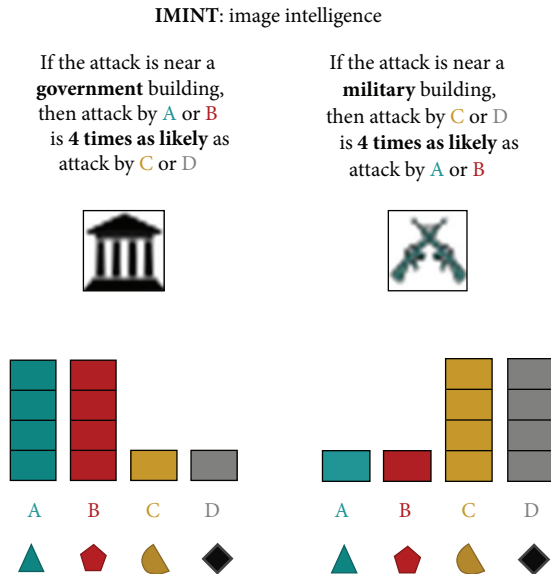 IMINT: image intelligence
If the attack is near a
government building,
then attack by A or B
is 4 times as likely as
attack by C or D
If the attack is near a
military building,
then attack by C or D
is 4 times as likely as
attack by A or B
A B C D
A B C D